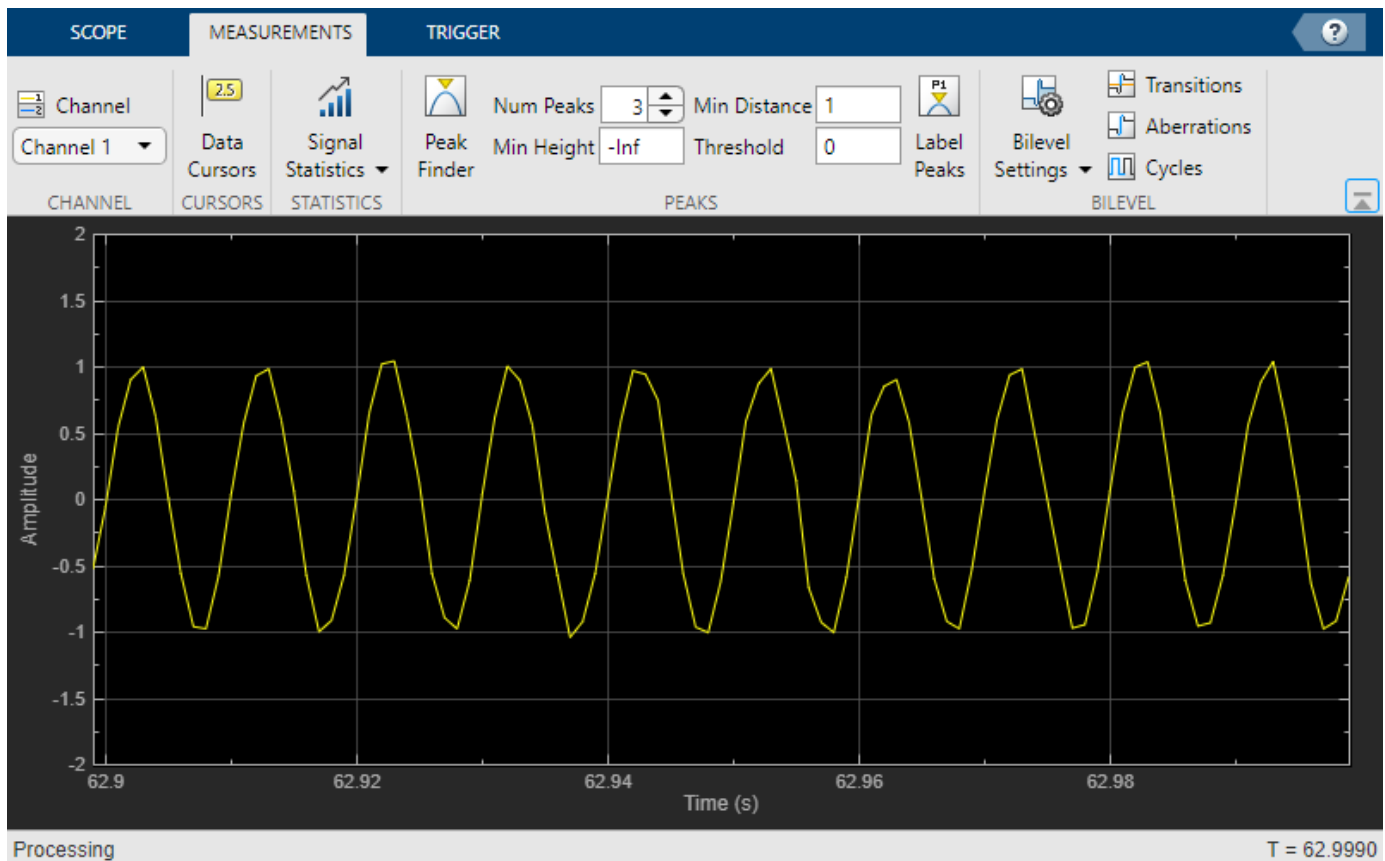 SCOPE MEASUREMENTS TRIGGER ?
Channel
Channel 1
CHANNEL
2.5
Data
Cursors
CURSORS
Signal
Statistics
STATISTICS
Peak
Finder
Num Peaks 3 Min Distance 1
Min Height -Inf Threshold 0
P1
Label
Peaks
PEAKS
Bilevel
Settings
Transitions
Aberrations
Cycles
BILEVEL
2
1.5
1
0.5
0
-0.5
-1
-1.5
-2
Amplitude
62.9 62.92 62.94 62.96 62.98
Time (s)
Processing T = 62.9990